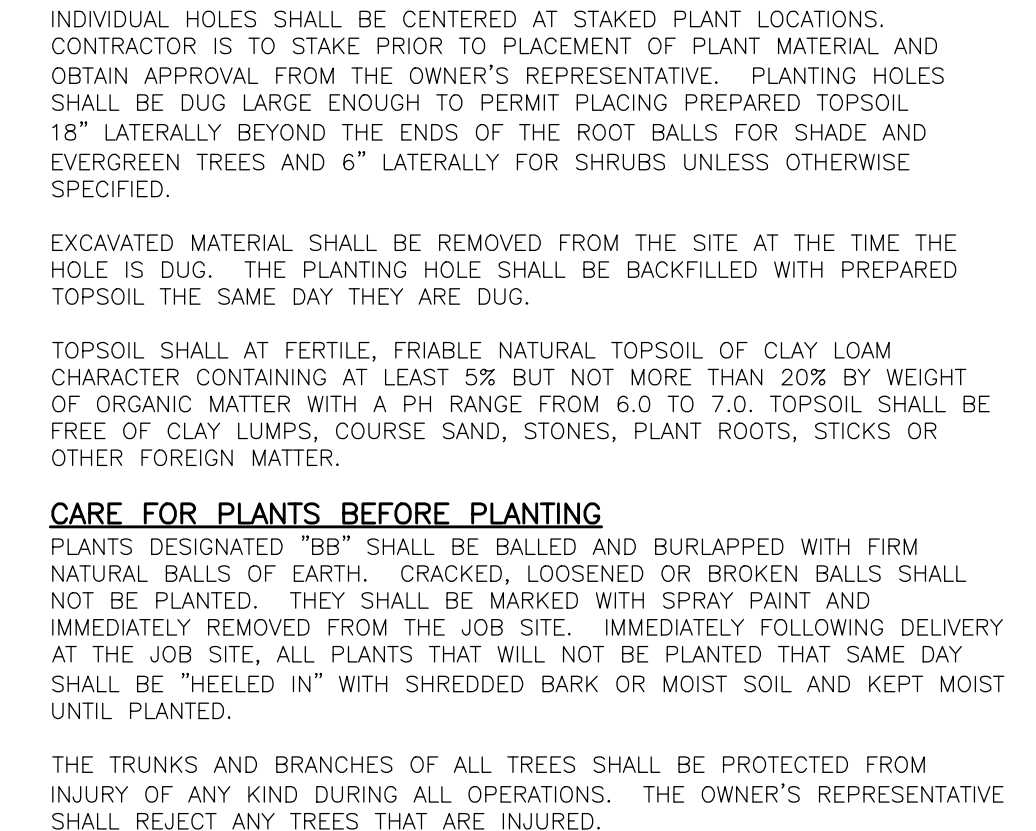 INDIVIDUAL HOLES SHALL BE CENTERED AT STAKED PLANT LOCATIONS.
CONTRACTOR IS TO STAKE PRIOR TO PLACEMENT OF PLANT MATERIAL AND
OBTAIN APPROVAL FROM THE OWNER'S REPRESENTATIVE. PLANTING HOLES
SHALL BE DUG LARGE ENOUGH TO PERMIT PLACING PREPARED TOPSOIL
18" LATERALLY BEYOND THE ENDS OF THE ROOT BALLS FOR SHADE AND
EVERGREEN TREES AND 6" LATERALLY FOR SHRUBS UNLESS OTHERWISE
SPECIFIED.
EXCAVATED MATERIAL SHALL BE REMOVED FROM THE SITE AT THE TIME THE
HOLE IS DUG. THE PLANTING HOLE SHALL BE BACKFILLED WITH PREPARED
TOPSOIL THE SAME DAY THEY ARE DUG.
TOPSOIL SHALL AT FERTILE, FRIABLE NATURAL TOPSOIL OF CLAY LOAM
CHARACTER CONTAINING AT LEAST 5% BUT NOT MORE THAN 20% BY WEIGHT
OF ORGANIC MATTER WITH A PH RANGE FROM 6.0 TO 7.0. TOPSOIL SHALL BE
FREE OF CLAY LUMPS, COURSE SAND, STONES, PLANT ROOTS, STICKS OR
OTHER FOREIGN MATTER.
CARE FOR PLANTS BEFORE PLANTING
PLANTS DESIGNATED "BB" SHALL BE BALLED AND BURLAPPED WITH FIRM
NATURAL BALLS OF EARTH. CRACKED, LOOSENED OR BROKEN BALLS SHALL
NOT BE PLANTED. THEY SHALL BE MARKED WITH SPRAY PAINT AND
IMMEDIATELY REMOVED FROM THE JOB SITE. IMMEDIATELY FOLLOWING DELIVERY
AT THE JOB SITE, ALL PLANTS THAT WILL NOT BE PLANTED THAT SAME DAY
SHALL BE "HEELED IN" WITH SHREDDED BARK OR MOIST SOIL AND KEPT MOIST
UNTIL PLANTED.
THE TRUNKS AND BRANCHES OF ALL TREES SHALL BE PROTECTED FROM
INJURY OF ANY KIND DURING ALL OPERATIONS. THE OWNER'S REPRESENTATIVE
SHALL REJECT ANY TREES THAT ARE INJURED.